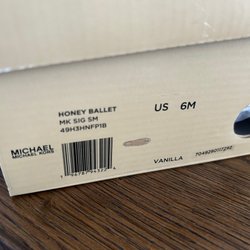 HONEY BALLET
MK SIG SM
49H3HNFP1B
US 6M
MICHAEL
MICHAEL KORS
VANILLA